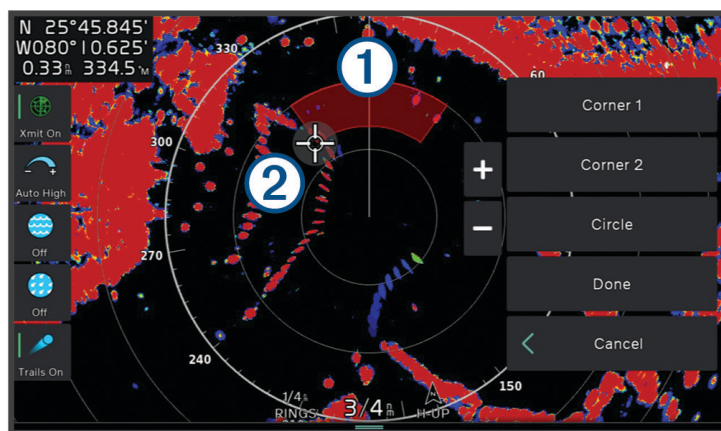 N 25°45.845'
W080°10.625'
0.33 334.5°M
Xmit On
Auto High
Off
Off
Trails On
330
300
270
240
60
150
1
2
+
−
Corner 1
Corner 2
Circle
Done
Cancel
1/4
RINGS
3/4
N
H-UP